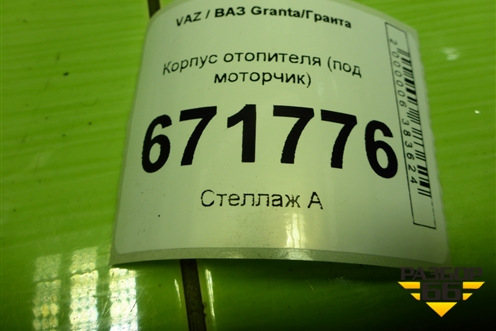 VAZ / ВАЗ Granta/Гранта
Корпус отопителя (под
моторчик)
671776
Стеллаж А
2000006383624
РАЗБОР
66